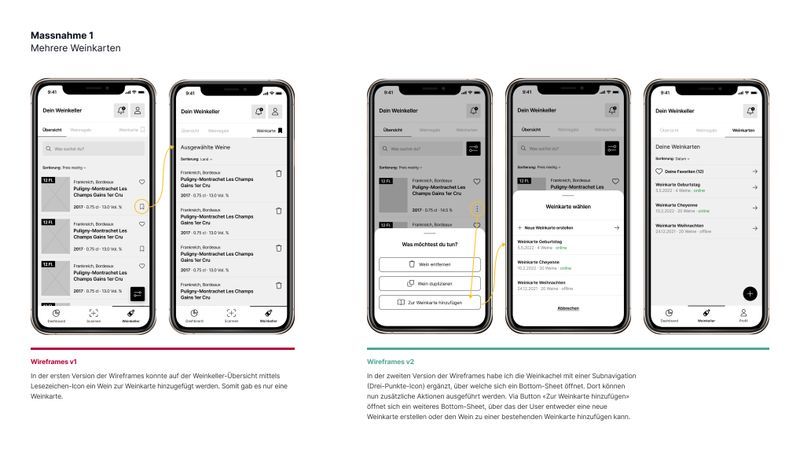 Massnahme 1
Mehrere Weinkarten
9:41
Dein Weinkeller
Übersicht Weinregale Weinkarte
Was suchst du?
Sortierung: Preis niedrig
12 Fl.
Frankreich, Bordeaux
Puligny-Montrachet Les
Champs Gains 1er Cru
2017 · 0.75 cl · 13.0 Vol. %
12 Fl.
Frankreich, Bordeaux
Puligny-Montrachet Les
Champs Gains 1er Cru
2017 · 0.75 cl · 13.0 Vol. %
12 Fl.
Frankreich, Bordeaux
Puligny-Montrachet Les
Champs Gains 1er Cru
2017 · 0.75 cl · 13.0 Vol. %
Dashboard Scannen Weinkeller
9:41
Dein Weinkeller
Übersicht Weinregale Weinkarte
Ausgewählte Weine
Sortierung: Land
Frankreich, Bordeaux
Puligny-Montrachet Les
Champs Gains 1er Cru
2017 · 0.75 cl · 13.0 Vol. %
Frankreich, Bordeaux
Puligny-Montrachet Les
Champs Gains 1er Cru
2017 · 0.75 cl · 13.0 Vol. %
Frankreich, Bordeaux
Puligny-Montrachet Les
Champs Gains 1er Cru
2017 · 0.75 cl · 13.0 Vol. %
Frankreich, Bordeaux
Puligny-Montrachet Les
Champs Gains 1er Cru
Dashboard Scannen Weinkeller
9:41
Dein Weinkeller
Übersicht Weinregale Weinkarten
Was suchst du?
Sortierung: Preis niedrig
12 Fl.
Frankreich, Bordeaux
Puligny-Montrachet Les
Champs Gains 1er Cru
2017 · 0.75 cl · 14.5 %
Was möchtest du tun?
Wein entfernen
Wein duplizieren
Zur Weinkarte hinzufügen
9:41
Dein Weinkeller
Übersicht Weinregale Weinkarten
Was suchst du?
Sortierung: Preis niedrig
12 Fl.
Frankreich, Bordeaux
Puligny-Montrachet Les
Weinkarte wählen
+ Neue Weinkarte erstellen
Weinkarte Geburtstag
5.5.2022 · 4 Weine · online
Weinkarte Cheyenne
10.2.2022 · 20 Weine · online
Weinkarte Weihnachten
24.12.2021 · 20 Weine · offline
Abbrechen
9:41
Dein Weinkeller
Übersicht Weinregale Weinkarten
Deine Weinkarten
Sortierung: Datum
Deine Favoriten (12)
Weinkarte Geburtstag
5.5.2022 · 4 Weine · online
Weinkarte Cheyenne
10.2.2022 · 20 Weine · online
Weinkarte Weihnachten
24.12.2021 · 20 Weine · offline
Dashboard Weinkeller Profil
Wireframes v1
In der ersten Version der Wireframes konnte auf der Weinkeller-Übersicht mittels
Lesezeichen-Icon ein Wein zur Weinkarte hinzugefügt werden. Somit gab es nur eine
Weinkarte.
Wireframes v2
In der zweiten Version der Wireframes habe ich die Weinkachel mit einer Subnavigation
(Drei-Punkte-Icon) ergänzt, über welche sich ein Bottom-Sheet öffnet. Dort können
nun zusätzliche Aktionen ausgeführt werden. Via Button «Zur Weinkarte hinzufügen»
öffnet sich ein weiteres Bottom-Sheet, über das der User entweder eine neue
Weinkarte erstellen oder den Wein zu einer bestehenden Weinkarte hinzufügen kann.